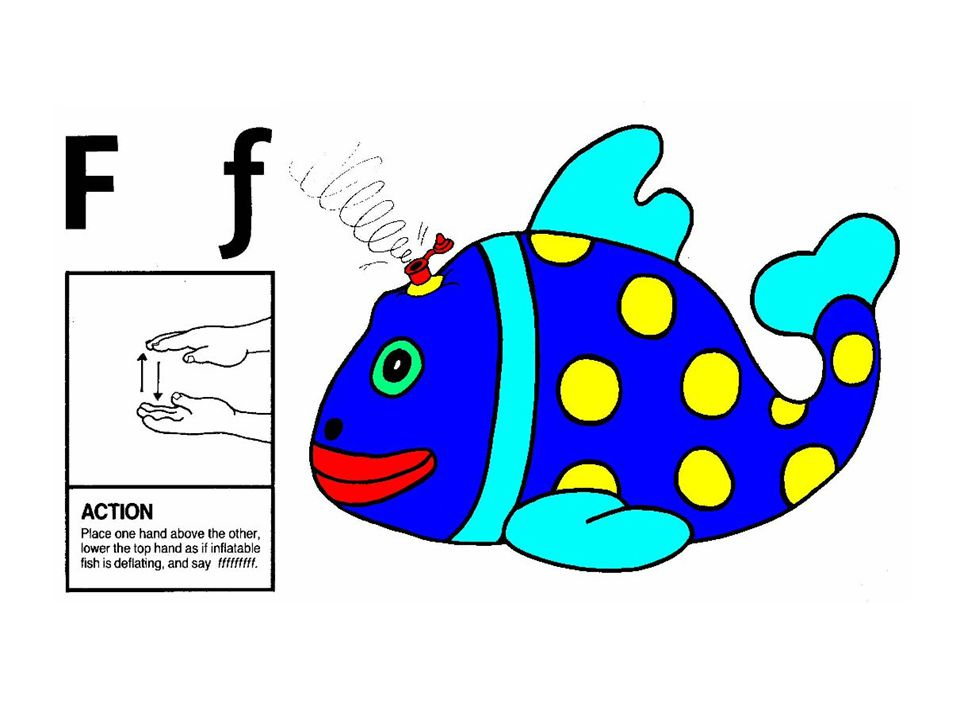 F f
ACTION
Place one hand above the other,
lower the top hand as if inflatable
fish is deflating, and say fffffffff.